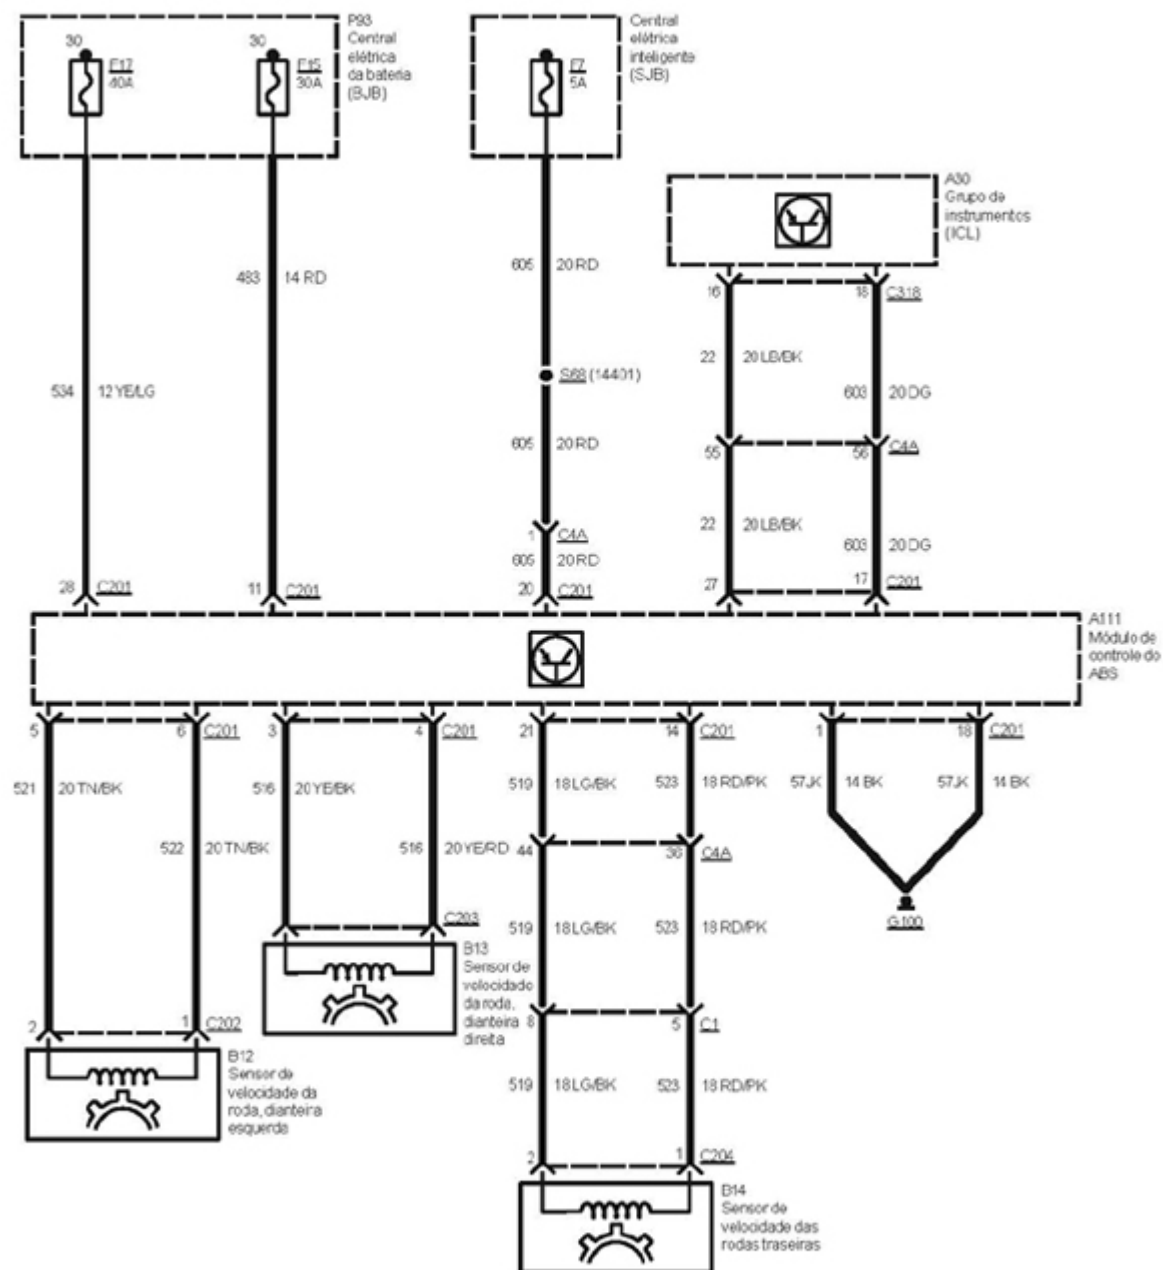 P93
Central
elétrica
da bateria
(BJB)
30
F17
40A
30
F15
30A
Central
elétrica
inteligente
(SJB)
F7
5A
A30
Grupo de
instrumentos
(ICL)
483
14 RD
605
20 RD
16
18
C318
534
12 YE/LG
S68 (14401)
22
20 LB/BK
603
20 DG
605
20 RD
55
56
C4A
1
C4A
22
20 LB/BK
603
20 DG
605
20 RD
28
C201
11
C201
20
C201
27
17
C201
A111
Módulo de
controle do
ABS
5
6
C201
3
4
C201
21
14
C201
1
18
C201
521
20 TN/BK
516
20 YE/BK
519
18 LG/BK
523
18 RD/PK
57JK
14 BK
57JK
14 BK
522
20 TN/BK
516
20 YE/RD
44
36
C4A
C203
519
18 LG/BK
523
18 RD/PK
G100
B13
Sensor de
velocidade
da roda,
dianteira
direita
2
1
C202
8
5
C1
B12
Sensor de
velocidade da
roda, dianteira
esquerda
519
18 LG/BK
523
18 RD/PK
2
1
C204
B14
Sensor de
velocidade das
rodas traseiras